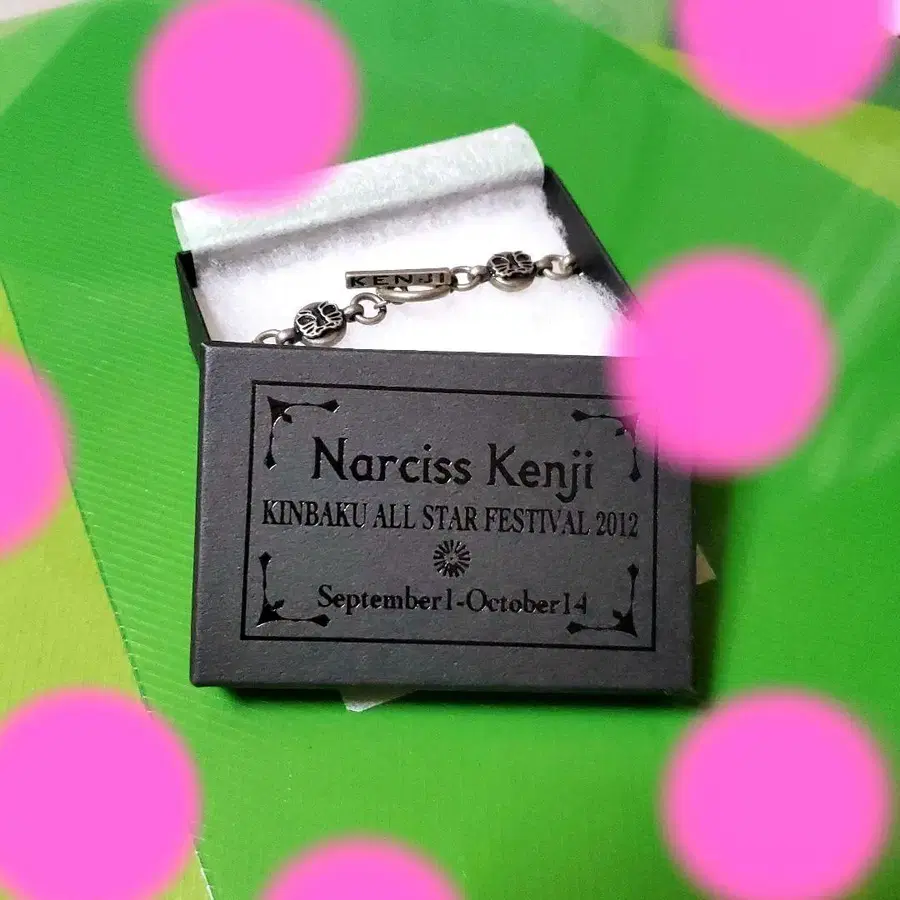 KENJI
Narciss Kenji
KINBAKU ALL STAR FESTIVAL 2012
September1-October14